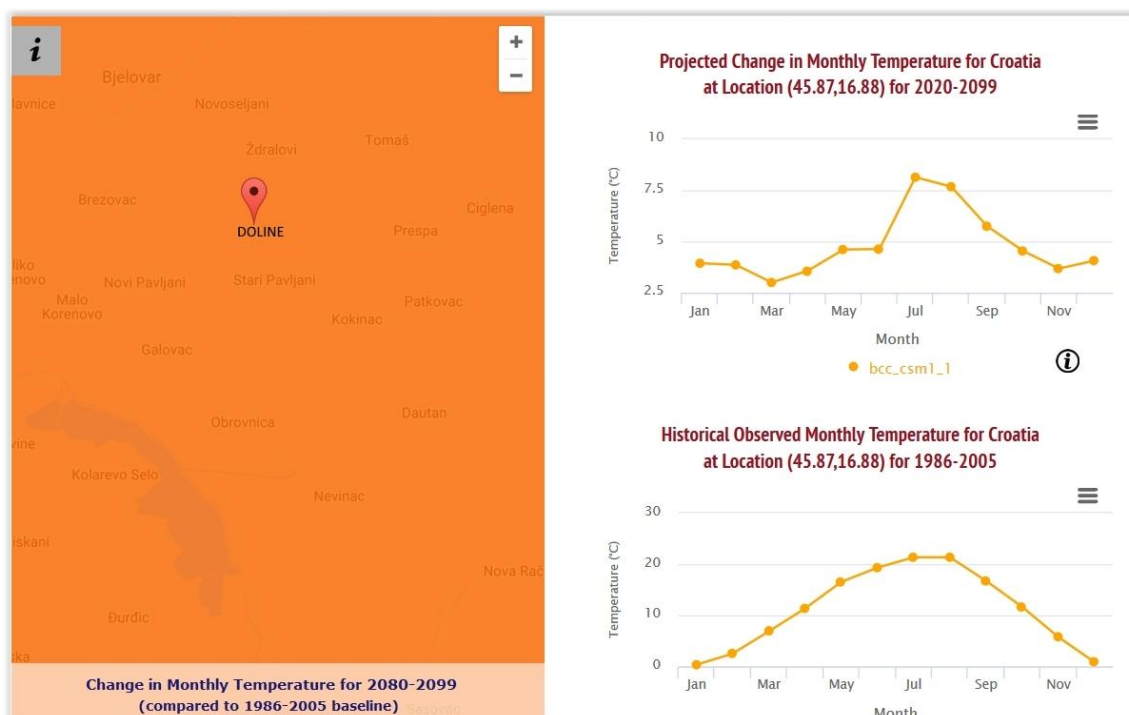 i
Bjelovar
Novoseljani
Tomaš
Ždralovi
Brezovac
Ciglena
DOLINE
Prespa
Novi Pavljani
Stari Pavljani
Malo
Korenovo
Patkovac
Kokinac
Galovac
Obrovnica
Dautan
Kolarevo Selo
Nevinac
Nova Rač
Đurđic
Change in Monthly Temperature for 2080-2099
(compared to 1986-2005 baseline)
+
−
Projected Change in Monthly Temperature for Croatia
at Location (45.87,16.88) for 2020-2099
Temperature (°C)
10
7.5
5
2.5
Jan Mar May Jul Sep Nov
Month
bcc_csm1_1
i
Historical Observed Monthly Temperature for Croatia
at Location (45.87,16.88) for 1986-2005
Temperature (°C)
30
20
10
0
Jan Mar May Jul Sep Nov
Month